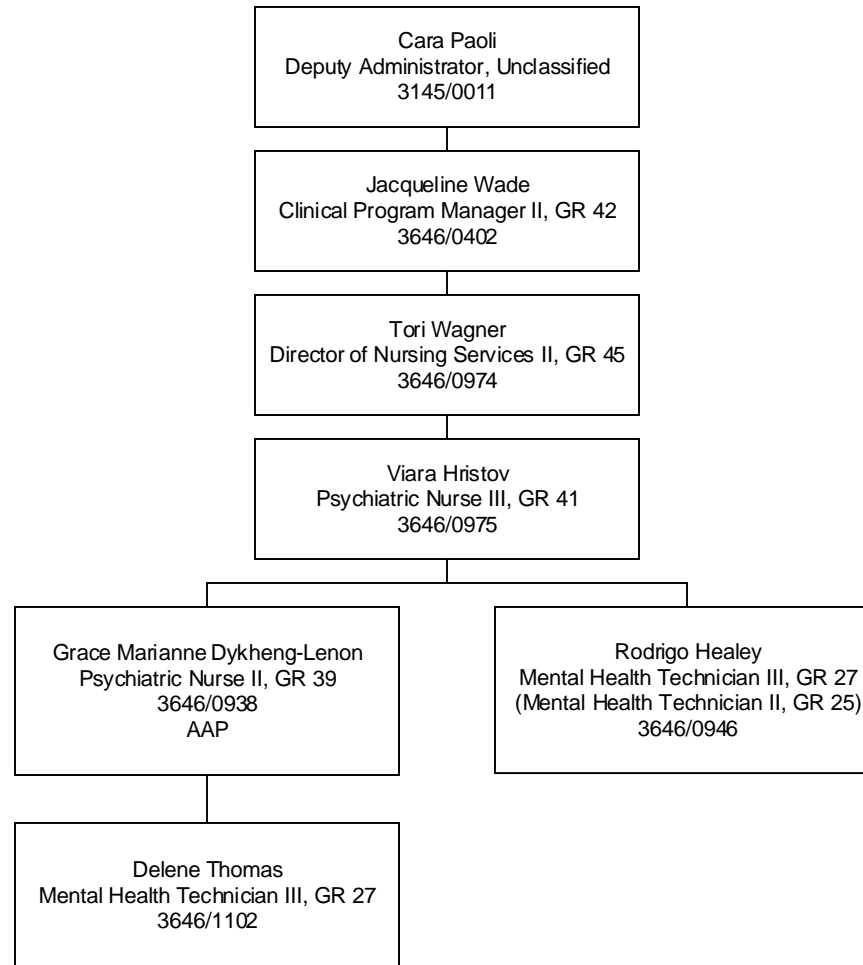 Cara Paoli
Deputy Administrator, Unclassified
3145/0011
Jacqueline Wade
Clinical Program Manager II, GR 42
3646/0402
Tori Wagner
Director of Nursing Services II, GR 45
3646/0974
Viara Hristov
Psychiatric Nurse III, GR 41
3646/0975
Grace Marianne Dykheng-Lenon
Psychiatric Nurse II, GR 39
3646/0938
AAP
Rodrigo Healey
Mental Health Technician III, GR 27
(Mental Health Technician II, GR 25)
3646/0946
Delene Thomas
Mental Health Technician III, GR 27
3646/1102